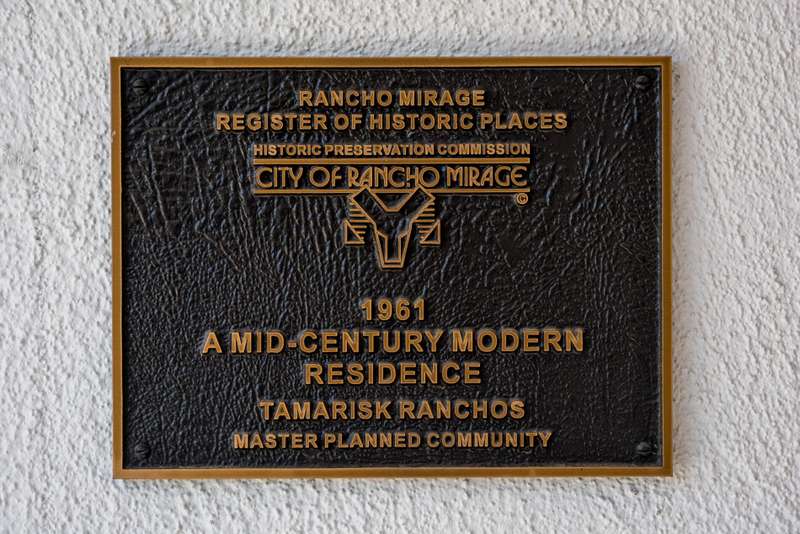 RANCHO MIRAGE
REGISTER OF HISTORIC PLACES
HISTORIC PRESERVATION COMMISSION
CITY OF RANCHO MIRAGE
©
1961
A MID-CENTURY MODERN
RESIDENCE
TAMARISK RANCHOS
MASTER PLANNED COMMUNITY